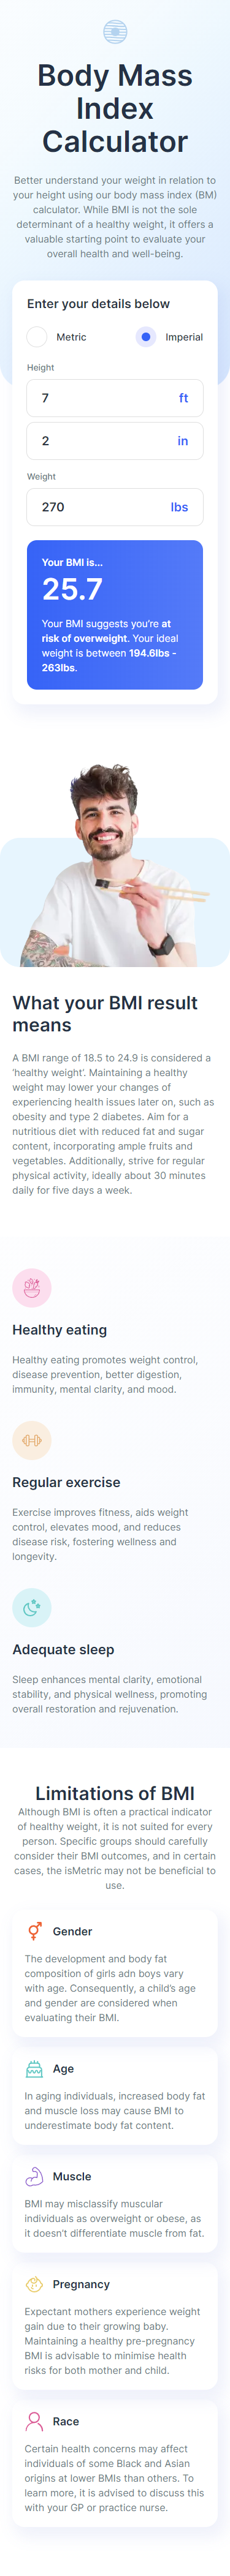 Body Mass
Index
Calculator
Better understand your weight in relation to
your height using our body mass index (BM)
calculator. While BMI is not the sole
determinant of a healthy weight, it offers a
valuable starting point to evaluate your
overall health and well-being.
Enter your details below
Metric
Imperial
Height
7 ft
2 in
Weight
270 lbs
Your BMI is...
25.7
Your BMI suggests you're at
risk of overweight. Your ideal
weight is between 194.6lbs -
263lbs.
What your BMI result
means
A BMI range of 18.5 to 24.9 is considered a
'healthy weight'. Maintaining a healthy
weight may lower your changes of
experiencing health issues later on, such as
obesity and type 2 diabetes. Aim for a
nutritious diet with reduced fat and sugar
content, incorporating ample fruits and
vegetables. Additionally, strive for regular
physical activity, ideally about 30 minutes
daily for five days a week.
Healthy eating
Healthy eating promotes weight control,
disease prevention, better digestion,
immunity, mental clarity, and mood.
Regular exercise
Exercise improves fitness, aids weight
control, elevates mood, and reduces
disease risk, fostering wellness and
longevity.
Adequate sleep
Sleep enhances mental clarity, emotional
stability, and physical wellness, promoting
overall restoration and rejuvenation.
Limitations of BMI
Although BMI is often a practical indicator
of healthy weight, it is not suited for every
person. Specific groups should carefully
consider their BMI outcomes, and in certain
cases, the isMetric may not be beneficial to
use.
Gender
The development and body fat
composition of girls adn boys vary
with age. Consequently, a child's age
and gender are considered when
evaluating their BMI.
Age
In aging individuals, increased body fat
and muscle loss may cause BMI to
underestimate body fat content.
Muscle
BMI may misclassify muscular
individuals as overweight or obese, as
it doesn't differentiate muscle from fat.
Pregnancy
Expectant mothers experience weight
gain due to their growing baby.
Maintaining a healthy pre-pregnancy
BMI is advisable to minimise health
risks for both mother and child.
Race
Certain health concerns may affect
individuals of some Black and Asian
origins at lower BMIs than others. To
learn more, it is advised to discuss this
with your GP or practice nurse.